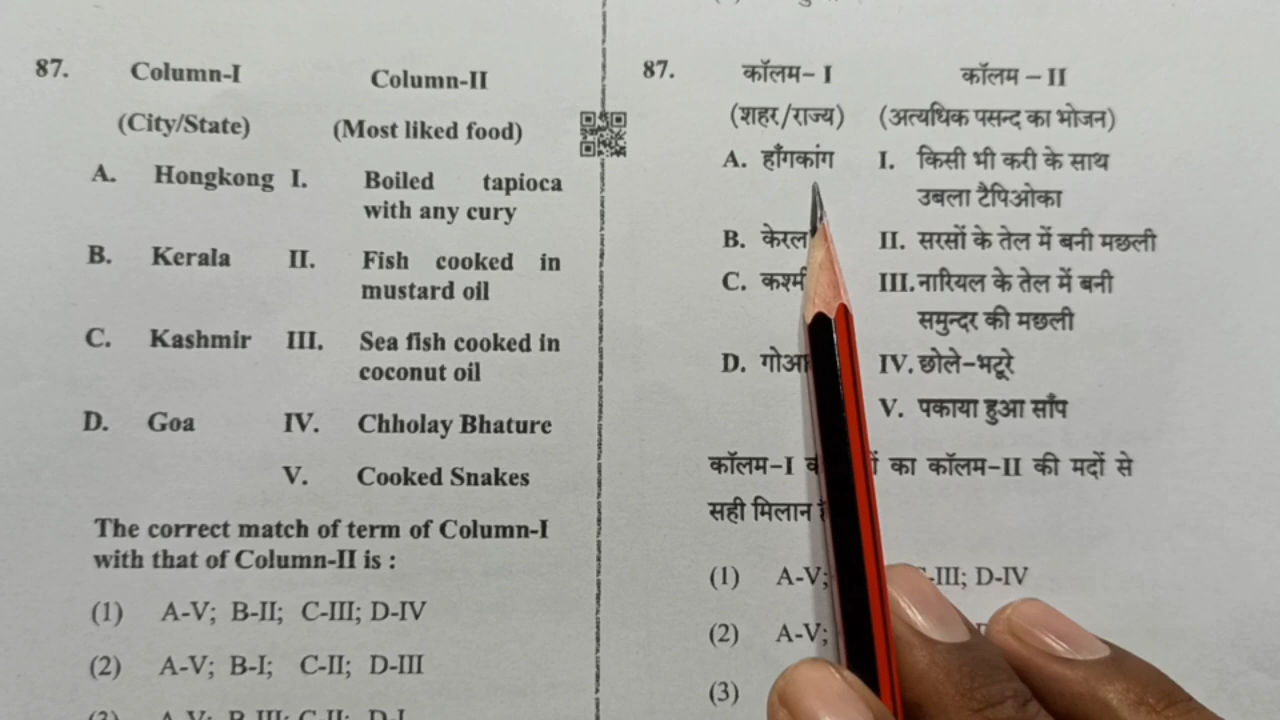 87. Column-I Column-II
(City/State) (Most liked food)
A. Hongkong I. Boiled tapioca
with any cury
B. Kerala II. Fish cooked in
mustard oil
C. Kashmir III. Sea fish cooked in
coconut oil
D. Goa IV. Chholay Bhature
V. Cooked Snakes
The correct match of term of Column-I
with that of Column-II is :
(1) A-V; B-II; C-III; D-IV
(2) A-V; B-I; C-II; D-III
(3) A-V; B-III; C-II; D-I
87. कॉलम- I कॉलम – II
(शहर/राज्य) (अत्यधिक पसन्द का भोजन)
A. हाँगकांग I. किसी भी करी के साथ
उबला टैपिओका
B. केरल II. सरसों के तेल में बनी मछली
C. III. नारियल के तेल में बनी
समुन्दर की मछली
D. गोआ IV. छोले-भटूरे
V. पकाया हुआ साँप
कॉलम-I का कॉलम-II की मदों से
सही मिलान
(1) A-V; C-III; D-IV
(2) A-V;
(3)